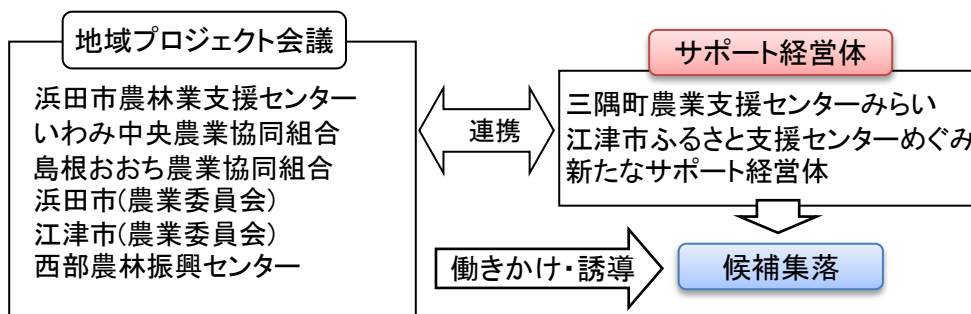 地域プロジェクト会議
浜田市農林業支援センター
いわみ中央農業協同組合
島根おおち農業協同組合
浜田市(農業委員会)
江津市(農業委員会)
西部農林振興センター
連携
サポート経営体
三隅町農業支援センターみらい
江津市ふるさと支援センターめぐみ
新たなサポート経営体
働きかけ・誘導
候補集落